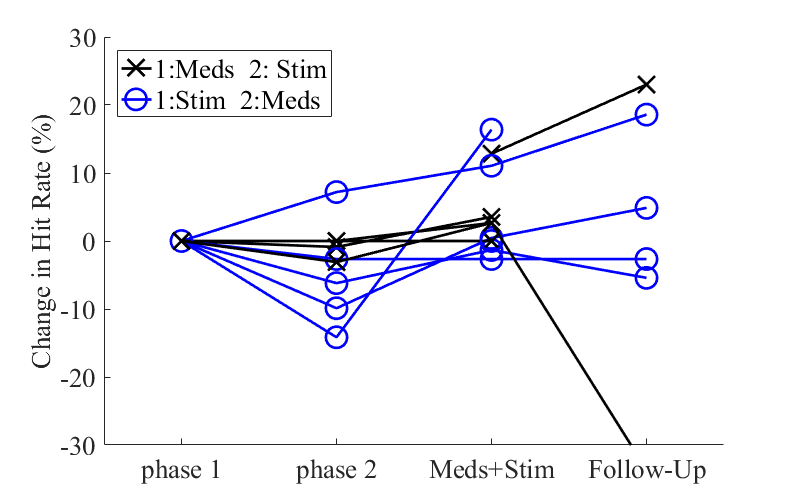 30
20
10
0
-10
-20
-30
Change in Hit Rate (%)
1:Meds 2: Stim
1:Stim 2:Meds
phase 1
phase 2
Meds+Stim
Follow-Up